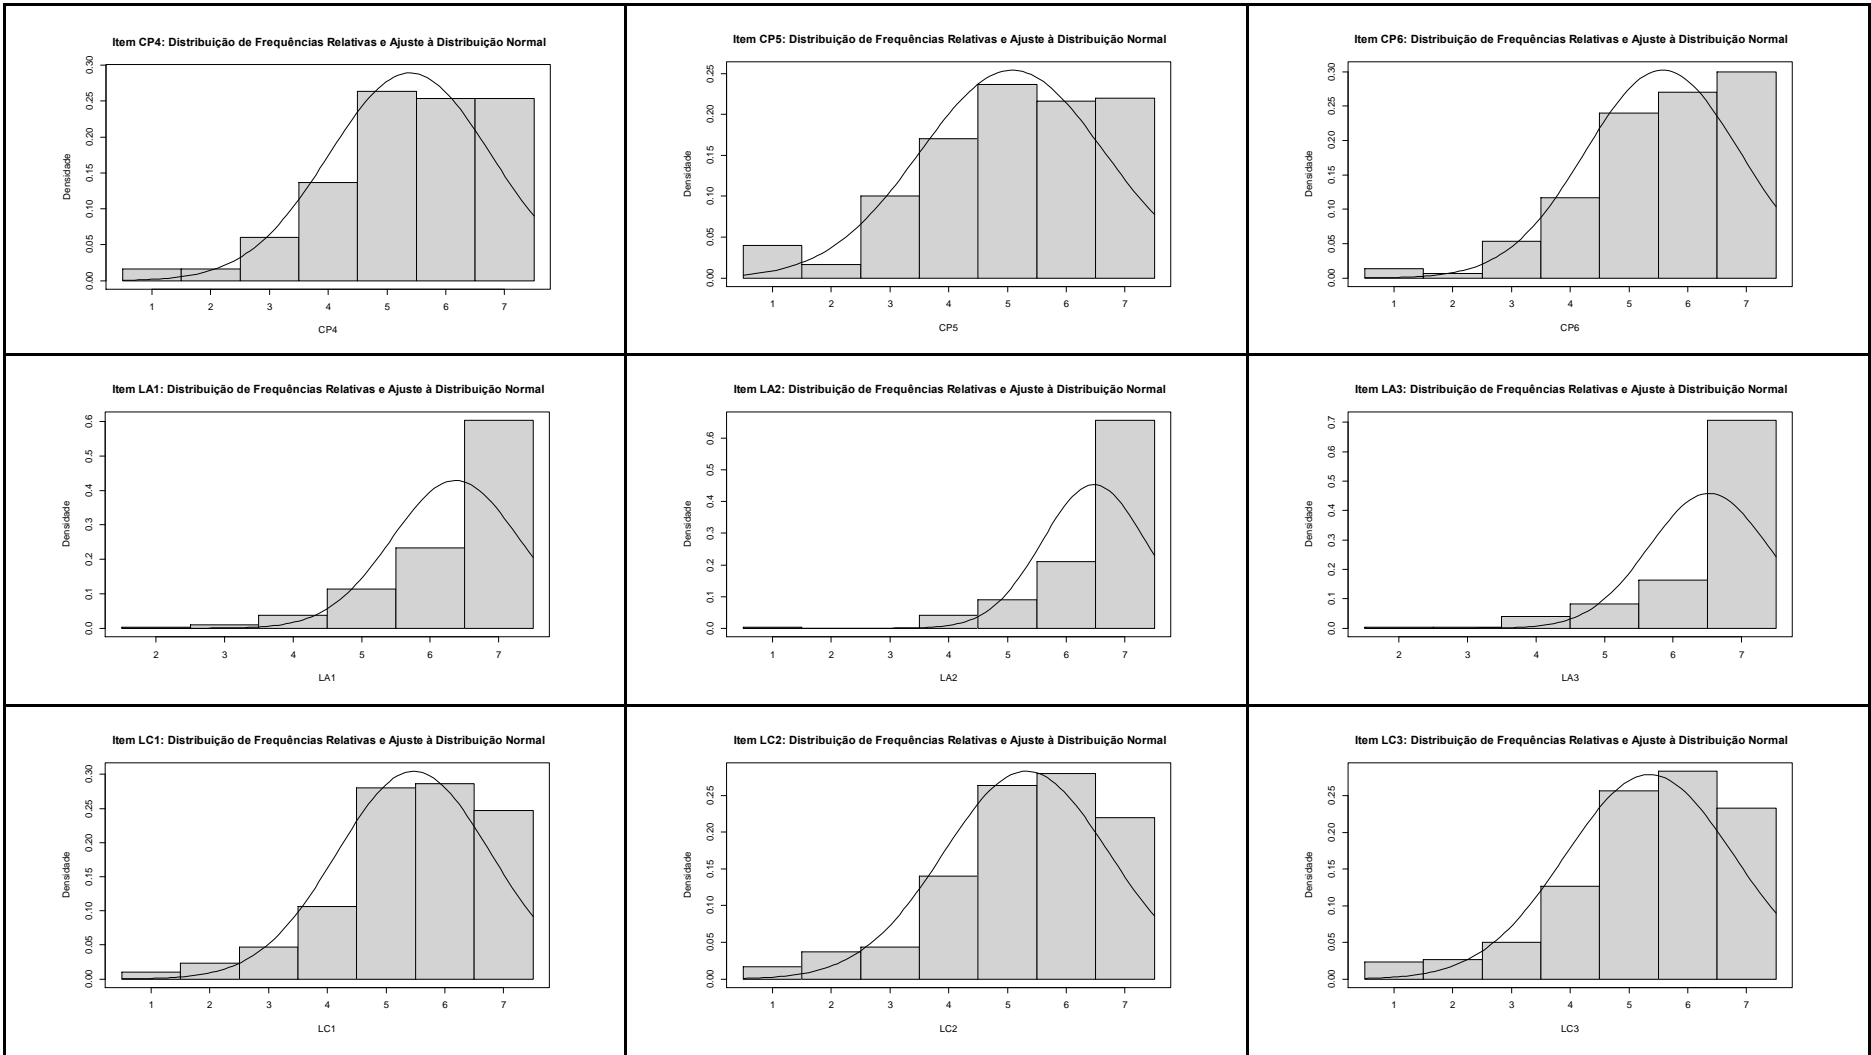 Item CP4: Distribuição de Frequências Relativas e Ajuste à Distribuição Normal
Densidade
0.00 0.05 0.10 0.15 0.20 0.25 0.30
1 2 3 4 5 6 7
CP4
Item CP5: Distribuição de Frequências Relativas e Ajuste à Distribuição Normal
Densidade
0.00 0.05 0.10 0.15 0.20 0.25
1 2 3 4 5 6 7
CP5
Item CP6: Distribuição de Frequências Relativas e Ajuste à Distribuição Normal
Densidade
0.00 0.05 0.10 0.15 0.20 0.25 0.30
1 2 3 4 5 6 7
CP6
Item LA1: Distribuição de Frequências Relativas e Ajuste à Distribuição Normal
Densidade
0.0 0.1 0.2 0.3 0.4 0.5 0.6
2 3 4 5 6 7
LA1
Item LA2: Distribuição de Frequências Relativas e Ajuste à Distribuição Normal
Densidade
0.0 0.1 0.2 0.3 0.4 0.5 0.6
1 2 3 4 5 6 7
LA2
Item LA3: Distribuição de Frequências Relativas e Ajuste à Distribuição Normal
Densidade
0.0 0.1 0.2 0.3 0.4 0.5 0.6 0.7
2 3 4 5 6 7
LA3
Item LC1: Distribuição de Frequências Relativas e Ajuste à Distribuição Normal
Densidade
0.00 0.05 0.10 0.15 0.20 0.25 0.30
1 2 3 4 5 6 7
LC1
Item LC2: Distribuição de Frequências Relativas e Ajuste à Distribuição Normal
Densidade
0.00 0.05 0.10 0.15 0.20 0.25
1 2 3 4 5 6 7
LC2
Item LC3: Distribuição de Frequências Relativas e Ajuste à Distribuição Normal
Densidade
0.00 0.05 0.10 0.15 0.20 0.25
1 2 3 4 5 6 7
LC3